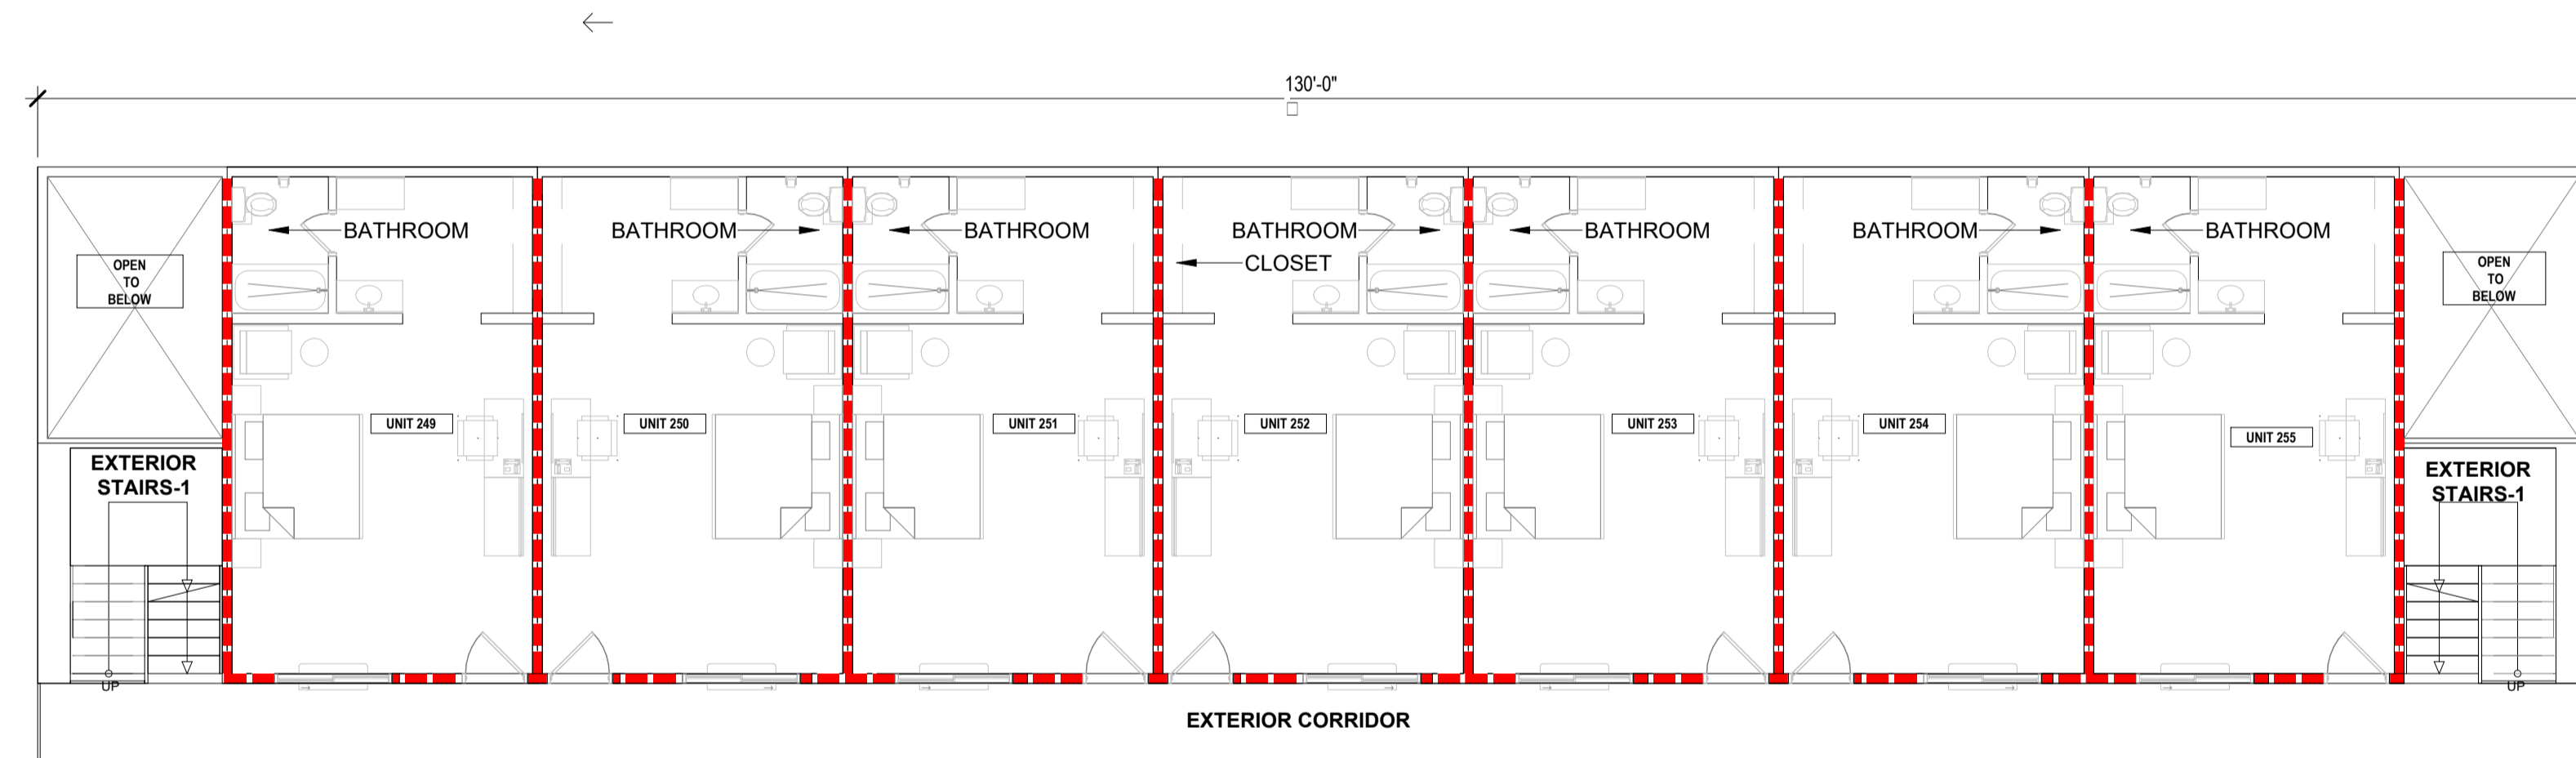 130'-0"
BATHROOM
BATHROOM
BATHROOM
BATHROOM
BATHROOM
BATHROOM
BATHROOM
CLOSET
OPEN
TO
BELOW
OPEN
TO
BELOW
UNIT 249
UNIT 250
UNIT 251
UNIT 252
UNIT 253
UNIT 254
UNIT 255
EXTERIOR
STAIRS-1
EXTERIOR
STAIRS-1
UP
UP
EXTERIOR CORRIDOR